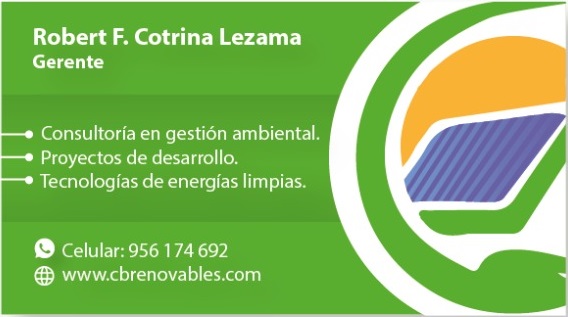 Robert F. Cotrina Lezama
Gerente
Consultoría en gestión ambiental.
Proyectos de desarrollo.
Tecnologías de energías limpias.
Celular: 956 174 692
www.cbrenovables.com